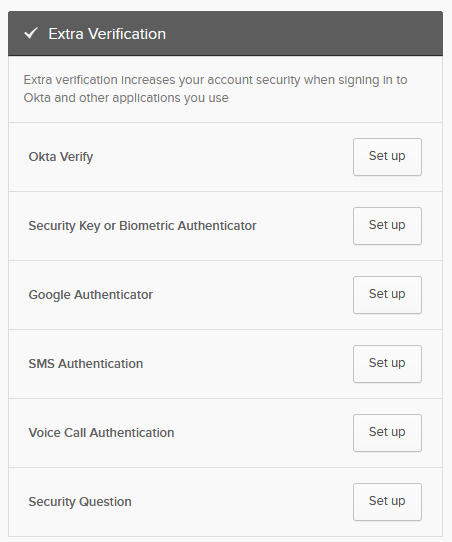 Extra Verification
Extra verification increases your account security when signing in to
Okta and other applications you use
Okta Verify
Set up
Security Key or Biometric Authenticator
Set up
Google Authenticator
Set up
SMS Authentication
Set up
Voice Call Authentication
Set up
Security Question
Set up